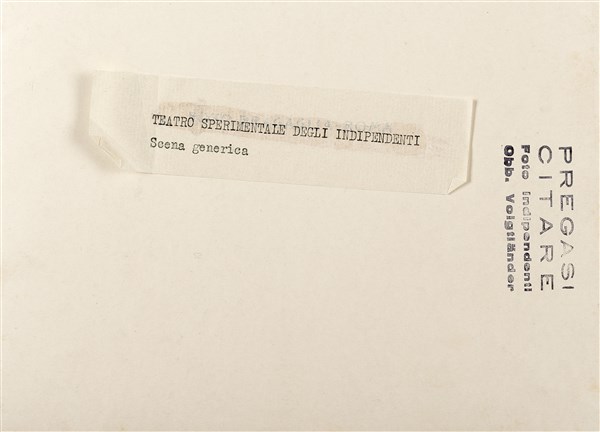 TEATRO SPERIMENTALE DEGLI INDIPENDENTI
Scena generica
PREGASI
CITARE
Foto Indipendenti
Obb. Voigtländer